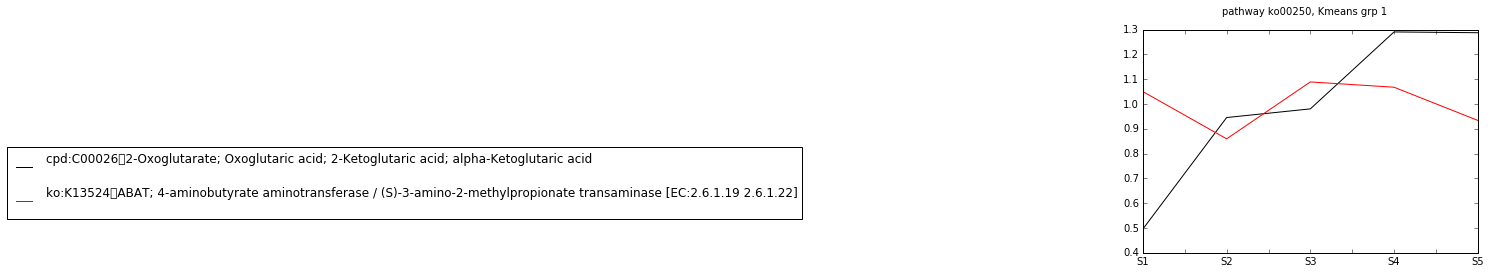 pathway ko00250, Kmeans grp 1
1.3
1.2
1.1
1.0
0.9
0.8
0.7
0.6
0.5
0.4
S1 S2 S3 S4 S5
cpd:C00026▯2-Oxoglutarate; Oxoglutaric acid; 2-Ketoglutaric acid; alpha-Ketoglutaric acid
ko:K13524▯ABAT; 4-aminobutyrate aminotransferase / (S)-3-amino-2-methylpropionate transaminase [EC:2.6.1.19 2.6.1.22]